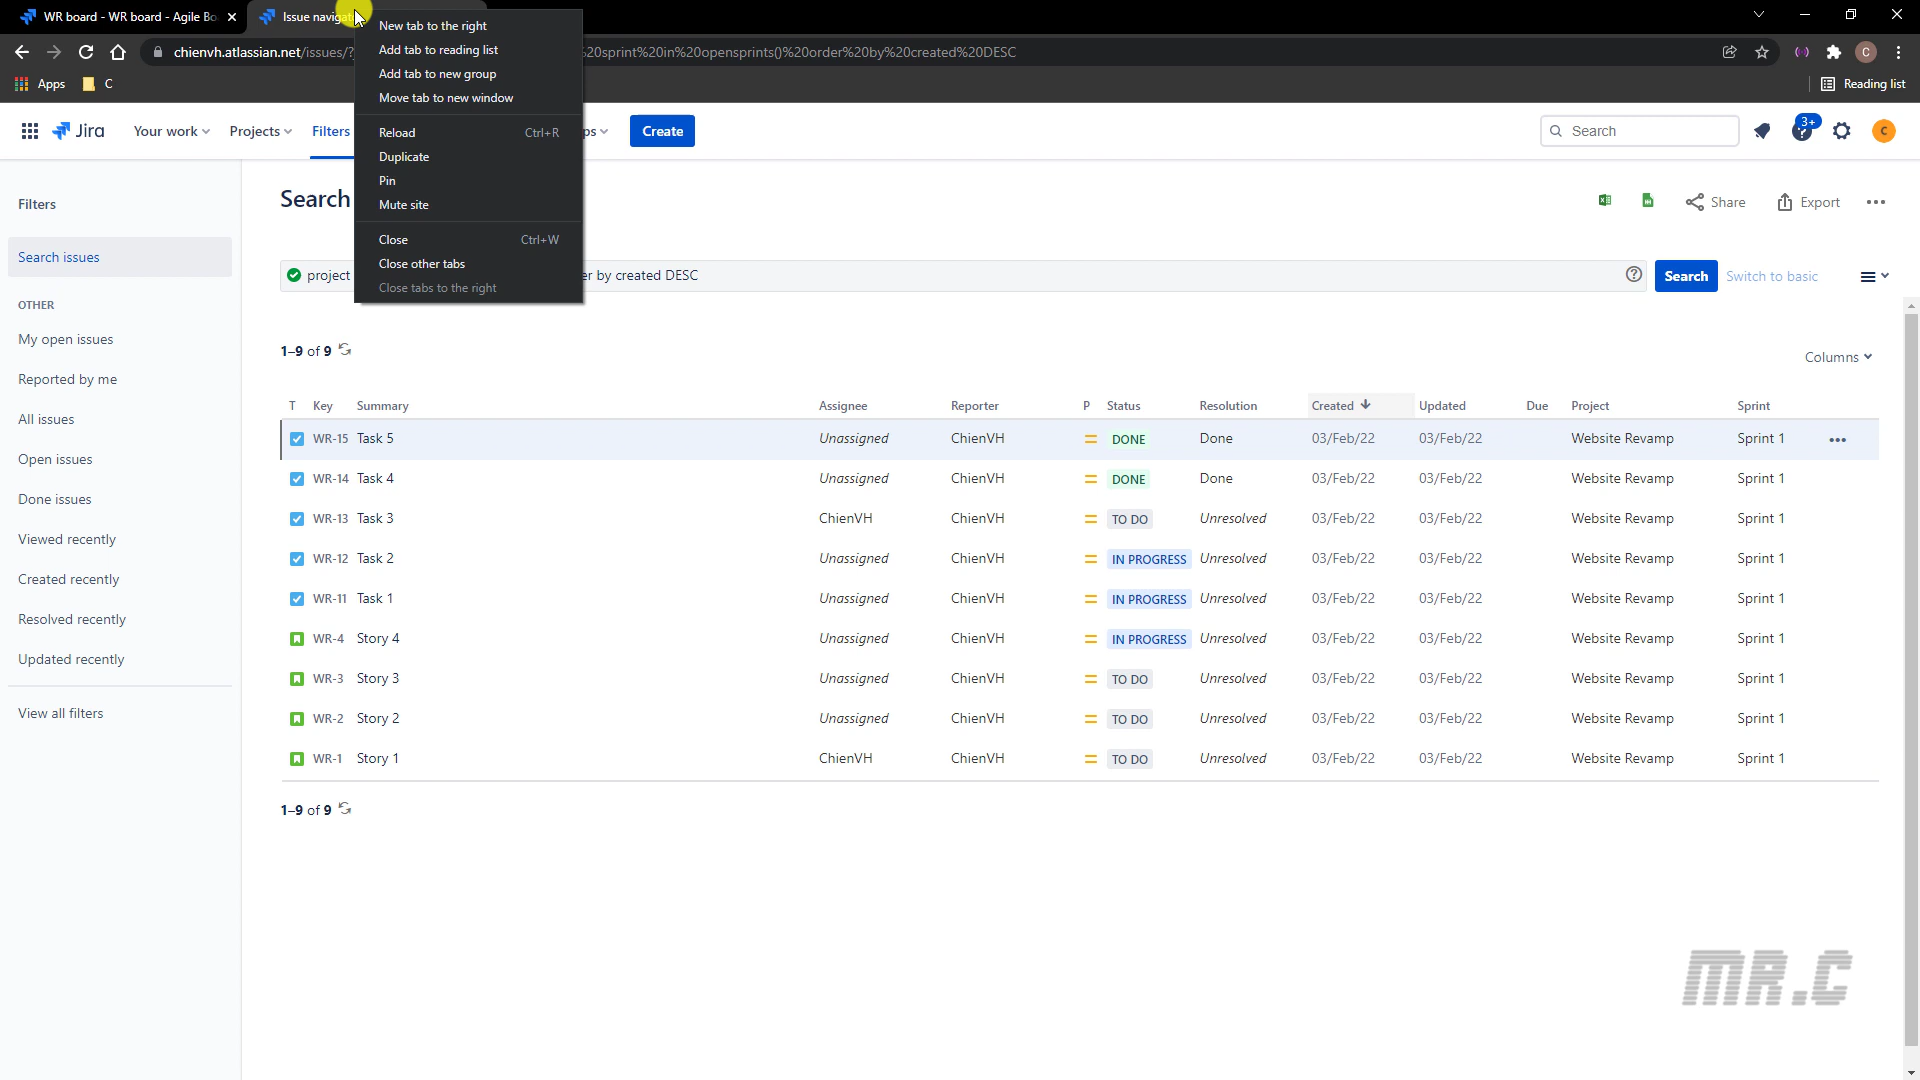 WR board - WR board - Agile Bo
Issue naviga
New tab to the right
Add tab to reading list
Add tab to new group
Move tab to new window
Reload Ctrl+R
Duplicate
Pin
Mute site
Close Ctrl+W
Close other tabs
Close tabs to the right
chienvh.atlassian.net/issues/?
20sprint%20in%20opensprints()%20order%20by%20created%20DESC
C
Apps
C
Reading list
Jira
Your work
Projects
Filters
ps
Create
Search
3+
C
Filters
Search issues
OTHER
My open issues
Reported by me
All issues
Open issues
Done issues
Viewed recently
Created recently
Resolved recently
Updated recently
View all filters
Search
Share
Export
project
er by created DESC
Search
Switch to basic
1-9 of 9
Columns
T Key Summary Assignee Reporter P Status Resolution Created Updated Due Project Sprint
WR-15 Task 5 Unassigned ChienVH DONE Done 03/Feb/22 03/Feb/22 Website Revamp Sprint 1
WR-14 Task 4 Unassigned ChienVH DONE Done 03/Feb/22 03/Feb/22 Website Revamp Sprint 1
WR-13 Task 3 ChienVH ChienVH TO DO Unresolved 03/Feb/22 03/Feb/22 Website Revamp Sprint 1
WR-12 Task 2 Unassigned ChienVH IN PROGRESS Unresolved 03/Feb/22 03/Feb/22 Website Revamp Sprint 1
WR-11 Task 1 Unassigned ChienVH IN PROGRESS Unresolved 03/Feb/22 03/Feb/22 Website Revamp Sprint 1
WR-4 Story 4 Unassigned ChienVH IN PROGRESS Unresolved 03/Feb/22 03/Feb/22 Website Revamp Sprint 1
WR-3 Story 3 Unassigned ChienVH TO DO Unresolved 03/Feb/22 03/Feb/22 Website Revamp Sprint 1
WR-2 Story 2 Unassigned ChienVH TO DO Unresolved 03/Feb/22 03/Feb/22 Website Revamp Sprint 1
WR-1 Story 1 ChienVH ChienVH TO DO Unresolved 03/Feb/22 03/Feb/22 Website Revamp Sprint 1
1-9 of 9
MR.C